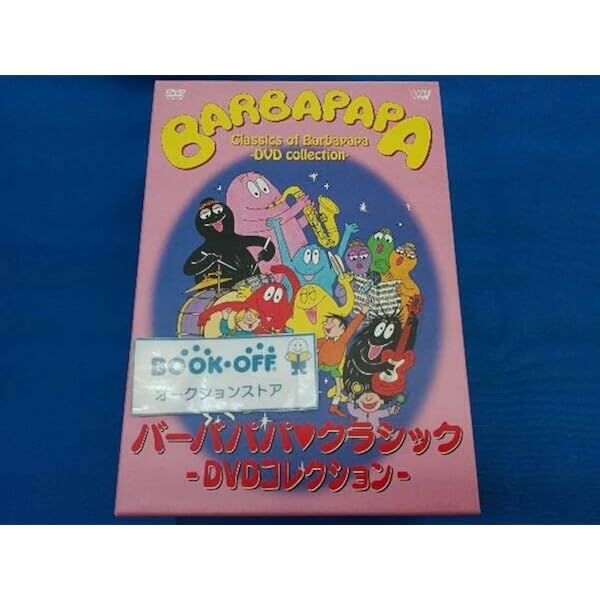 DVD
BARBAPAPA
Classics of Barbapapa
-DVD collection-
BOOK・OFF
オークションストア
バーバパパ♥クラシック
-DVDコレクション-